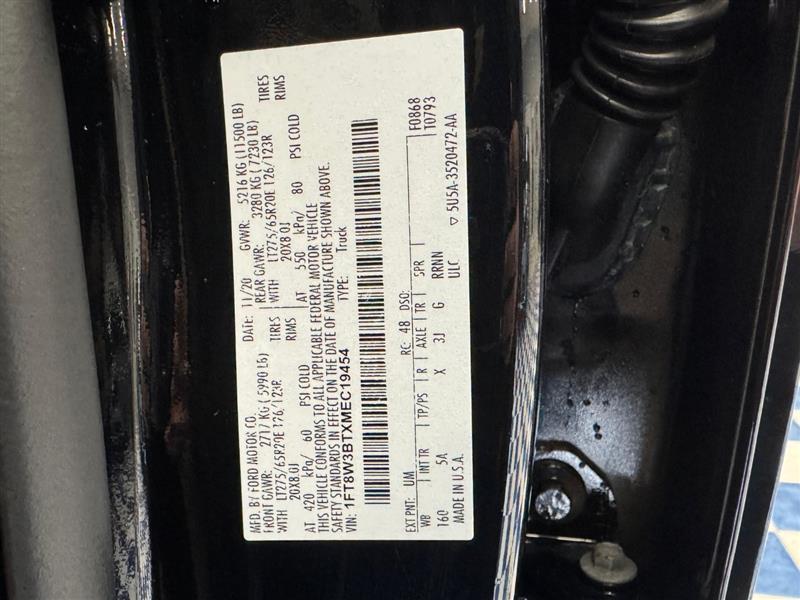 MFD. BY FORD MOTOR CO.
DATE: 11/20 GVWR: 5216 KG (11500 LB)
FRONT GAWR: 2717 KG (5990 LB) REAR GAWR: 3280 KG (7230 LB)
WITH LT275/65R20E 126/123R TIRES WITH LT275/65R20E 126/123R TIRES
20X8.0J RIMS 20X8.0J RIMS
AT 420 kPa/ 60 PSI COLD AT 550 kPa/ 80 PSI COLD
THIS VEHICLE CONFORMS TO ALL APPLICABLE FEDERAL MOTOR VEHICLE
SAFETY STANDARDS IN EFFECT ON THE DATE OF MANUFACTURE SHOWN ABOVE.
VIN: 1FT8W3BTXMEC19454 TYPE: Truck
F0868
T0793
EXT PNT: UM RC: 48 DSO:
WB INT TR TP/PS R AXLE TR SPR
160 5A X 3J G RRMN
ULC
MADE IN U.S.A. ▽ 5U5A-3520472-AA